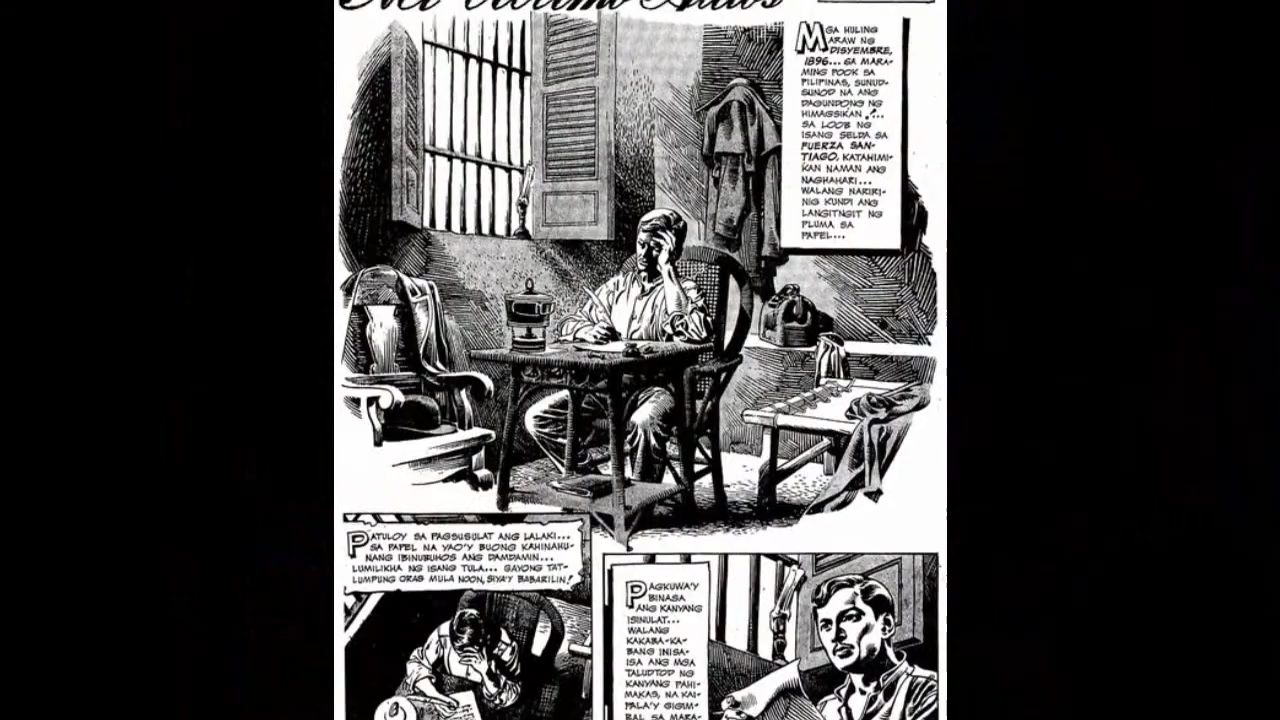 Mi Ultimo Adios
MGA HULING
ARAW NG
DISYEMBRE,
1896... SA MARA-
MING POOK SA
PILIPINAS, SUNUD-
SUNOD NA ANG
DAGUNDONG NG
HIMAGSIKAN!...
SA LOOB NG
ISANG SELDA SA
FUERZA SAN-
TIAGO, KATAHIMI-
KAN NAMAN ANG
NAGHAHARI...
WALANG NARIRI-
NIG KUNDI ANG
LANGITNGIT NG
PLUMA SA
PAPEL...
PATULOY SA PAGSUSULAT ANG LALAKI...
SA PAPEL NA YAO'Y BUONG KAHINAHU-
NANG IBINUBUHOS ANG DAMDAMIN...
LUMILIKHA NG ISANG TULA... GAYONG TAT-
LUMPUNG ORAS MULA NOON, SIYA'Y BABARILIN!
PAGKUWA'Y
BINASA
ANG KANYANG
ISINULAT...
WALANG
KAKABA-KA-
BANG INISA-
ISA ANG MGA
TALUDTOD NG
KANYANG PAHI-
MAKAS, NA KAI-
PALA'Y GIGIM-
BAL SA MARA-